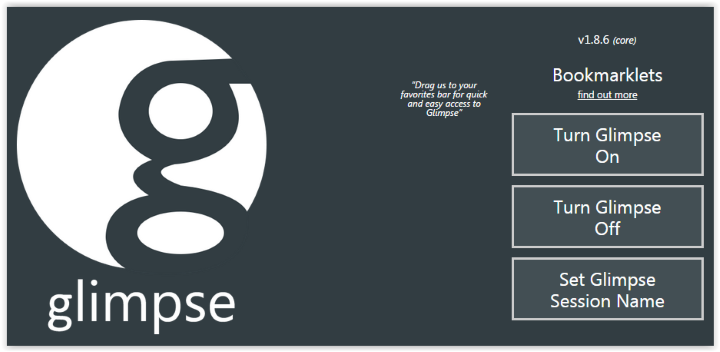 g
glimpse
"Drag us to your
favorites bar for quick
and easy access to
Glimpse"
v1.8.6 (core)
Bookmarklets
find out more
Turn Glimpse
On
Turn Glimpse
Off
Set Glimpse
Session Name